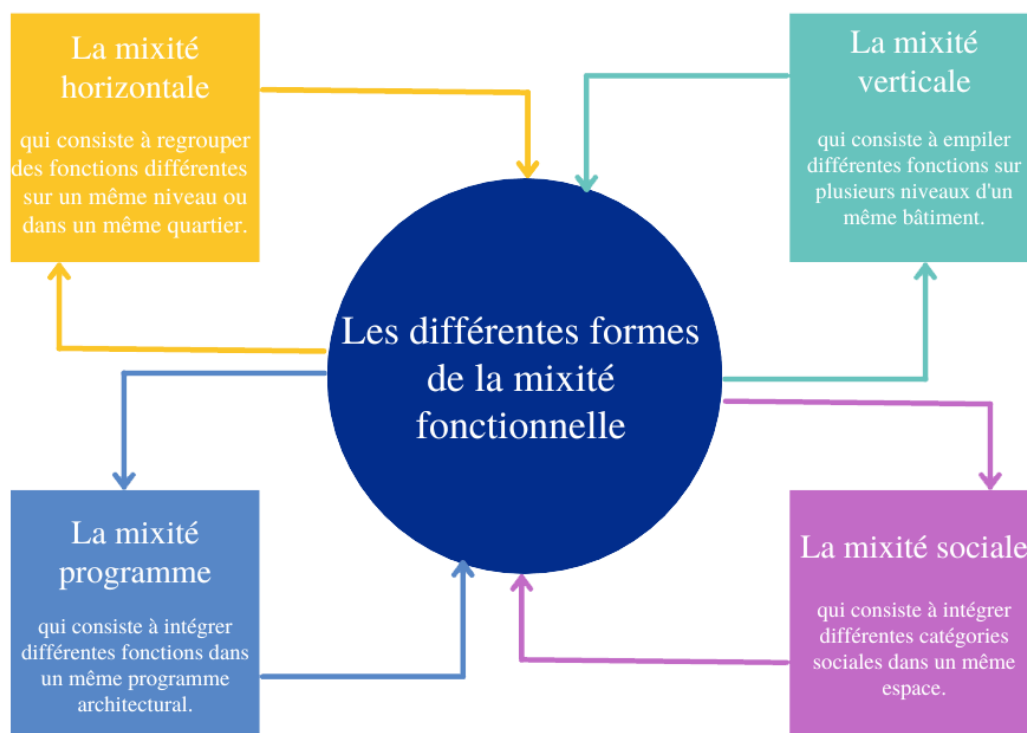 La mixité
horizontale
qui consiste à regrouper
des fonctions différentes
sur un même niveau ou
dans un même quartier.
La mixité
verticale
qui consiste à empiler
différentes fonctions sur
plusieurs niveaux d'un
même bâtiment.
Les différentes formes
de la mixité
fonctionnelle
La mixité
programme
qui consiste à intégrer
différentes fonctions dans
un même programme
architectural.
La mixité sociale
qui consiste à intégrer
différentes catégories
sociales dans un même
espace.